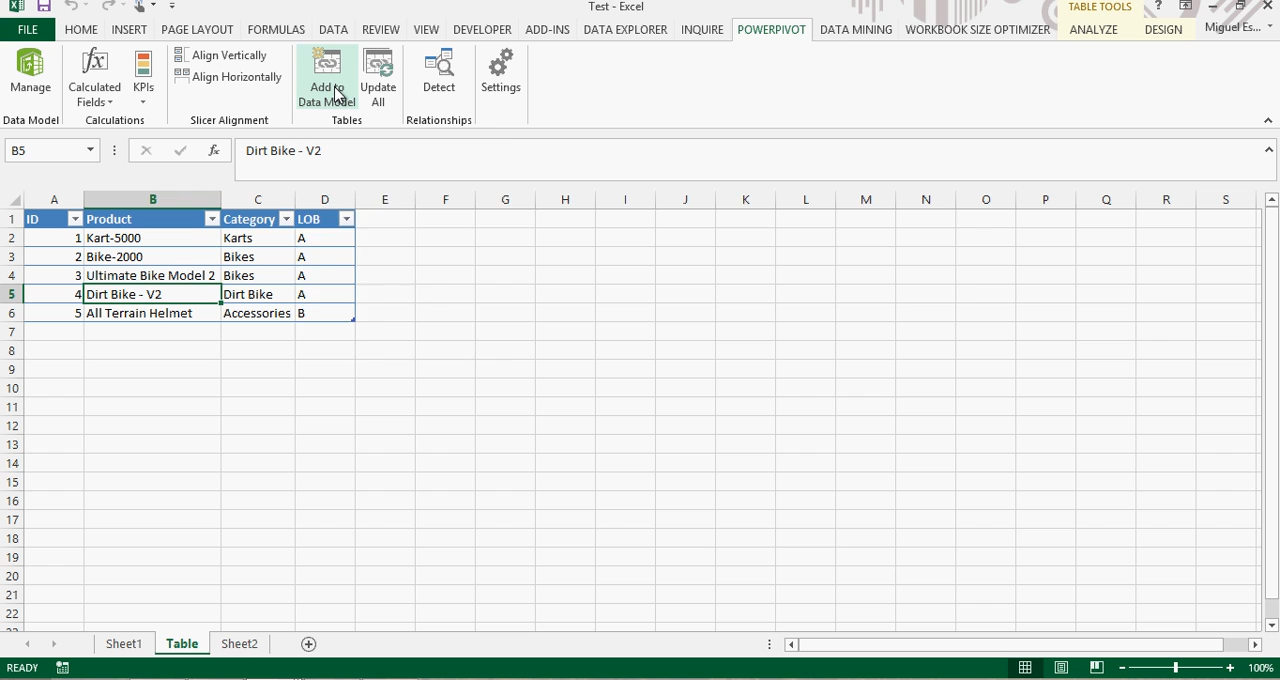 Test - Excel
TABLE TOOLS
?
Miguel Es...
FILE HOME INSERT PAGE LAYOUT FORMULAS DATA REVIEW VIEW DEVELOPER ADD-INS DATA EXPLORER INQUIRE POWERPIVOT DATA MINING WORKBOOK SIZE OPTIMIZER ANALYZE DESIGN
Manage
Calculated
Fields
KPIs
Align Vertically
Align Horizontally
Add to
Data Model
Update
All
Detect
Settings
Data Model Calculations Slicer Alignment Tables Relationships
B5 fx Dirt Bike - V2
A B C D E F G H I J K L M N O P Q R S
1 ID Product Category LOB
2 1 Kart-5000 Karts A
3 2 Bike-2000 Bikes A
4 3 Ultimate Bike Model 2 Bikes A
5 4 Dirt Bike - V2 Dirt Bike A
6 5 All Terrain Helmet Accessories B
7
8
9
10
11
12
13
14
15
16
17
18
19
20
21
22
Sheet1 Table Sheet2
READY 100%